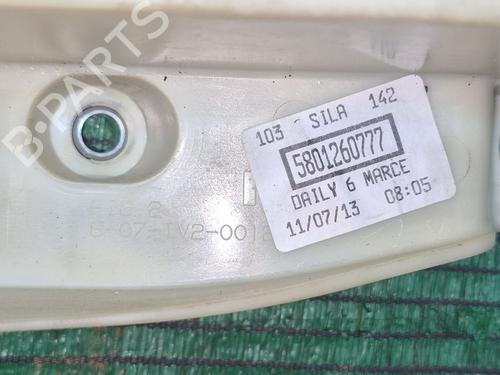 B-PARTS
103 SILA 142
5801260777
DAILY 6 MARCE
11/07/13 08:05